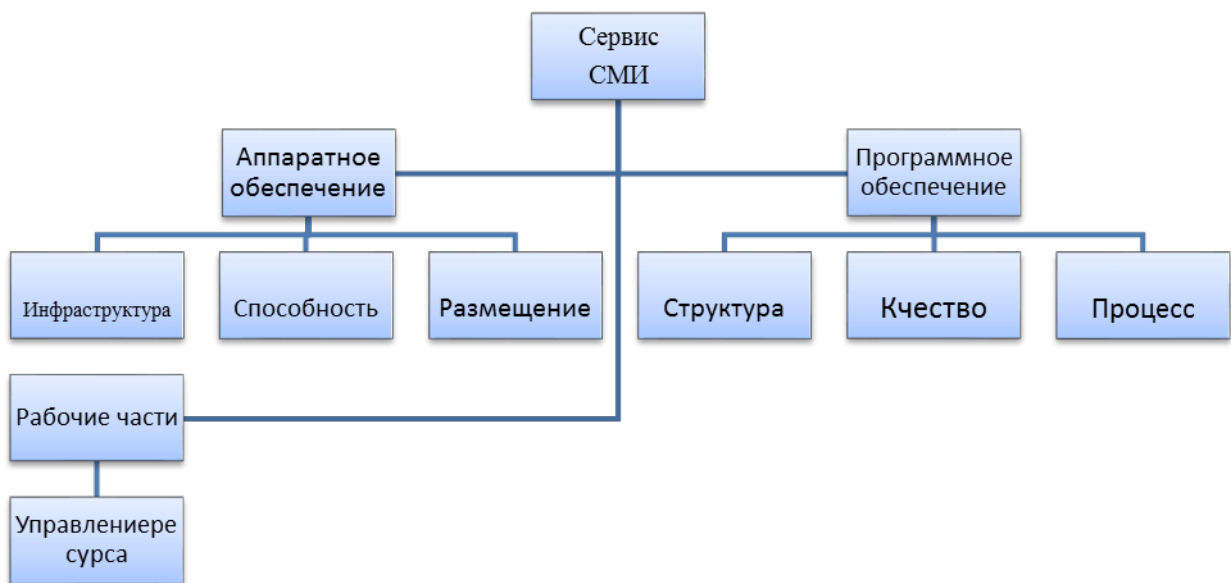 Сервис
СМИ
Аппаратное
обеспечение
Программное
обеспечение
Инфраструктура
Способность
Размещение
Структура
Кчество
Процесс
Рабочие части
Управлениере
сурса